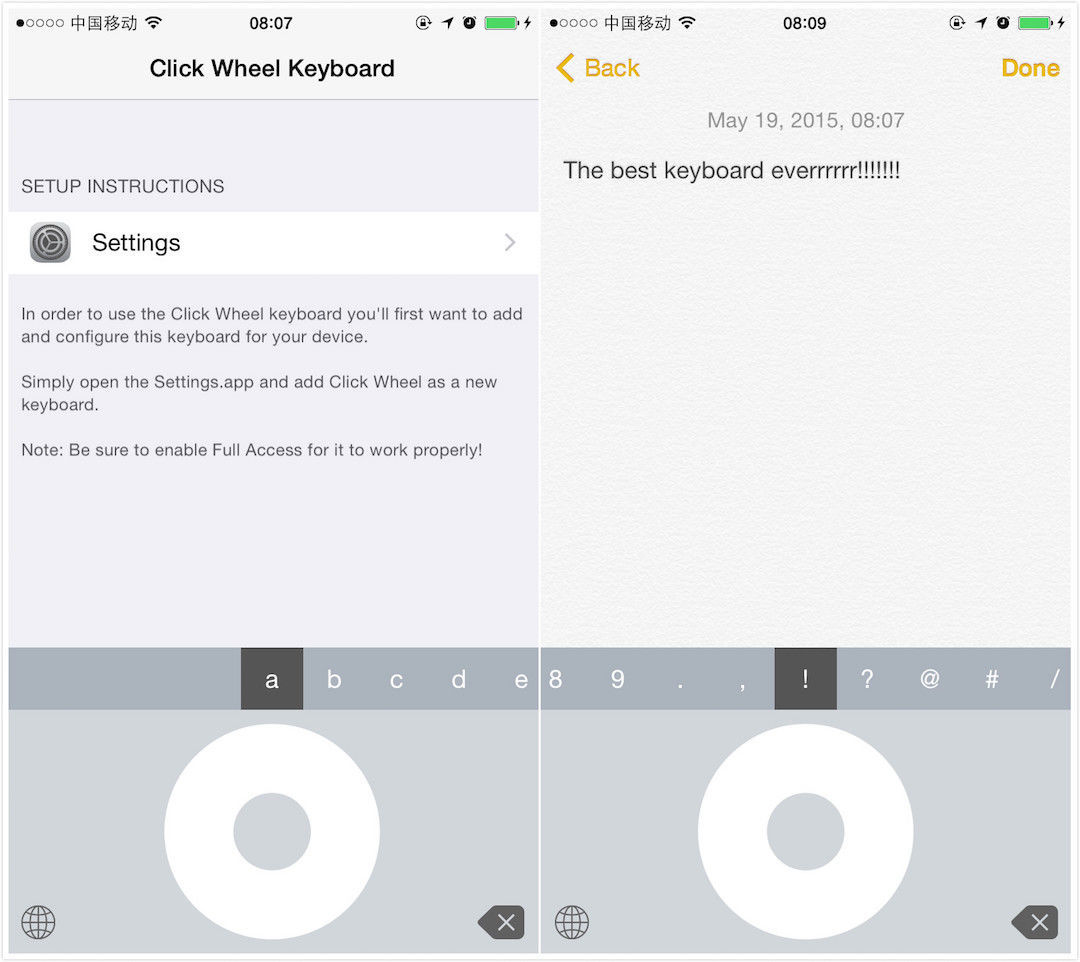 中国移动 08:07
Click Wheel Keyboard
SETUP INSTRUCTIONS
Settings
In order to use the Click Wheel keyboard you'll first want to add
and configure this keyboard for your device.
Simply open the Settings.app and add Click Wheel as a new
keyboard.
Note: Be sure to enable Full Access for it to work properly!
a b c d e
中国移动 08:09
Back Done
May 19, 2015, 08:07
The best keyboard everrrrrr!!!!!!!
8 9 . , ! ? @ # /